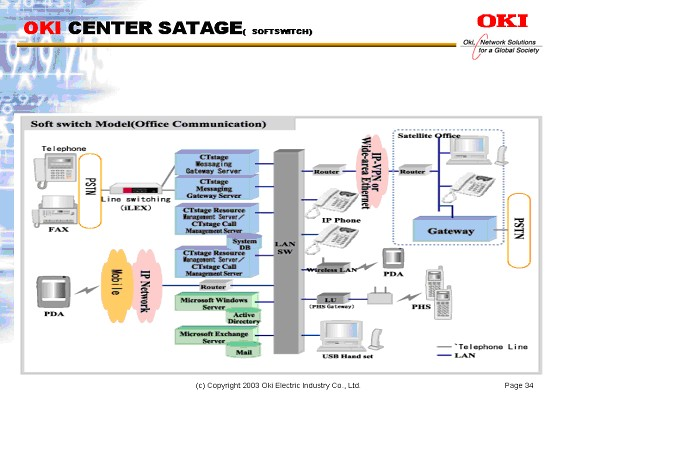 OKI CENTER SATAGE( SOFTSWITCH)
OKI
Oki, Network Solutions
for a Global Society
Soft switch Model(Office Communication)
Telephone
PSTN
FAX
Line switching
(iLEX)
CTstage
Messaging
Gateway Server
CTstage
Messaging
Gateway Server
CTstage Resource
Management Server/
CTstage Call
Management Server
System
DB
CTstage Resource
Management Server/
CTstage Call
Management Server
LAN
SW
Router
IP-VPN or
Wide-area Ethernet
Router
Satellite Office
IP Phone
Gateway
PSTN
PDA
Mobile
IP Network
Router
Microsoft Windows
Server
Active
Directory
Microsoft Exchange
Server
Mail
Wireless LAN
PDA
LU
(PHS Gateway)
PHS
USB Hand set
`Telephone Line
LAN
(c) Copyright 2003 Oki Electric Industry Co., Ltd.
Page 34